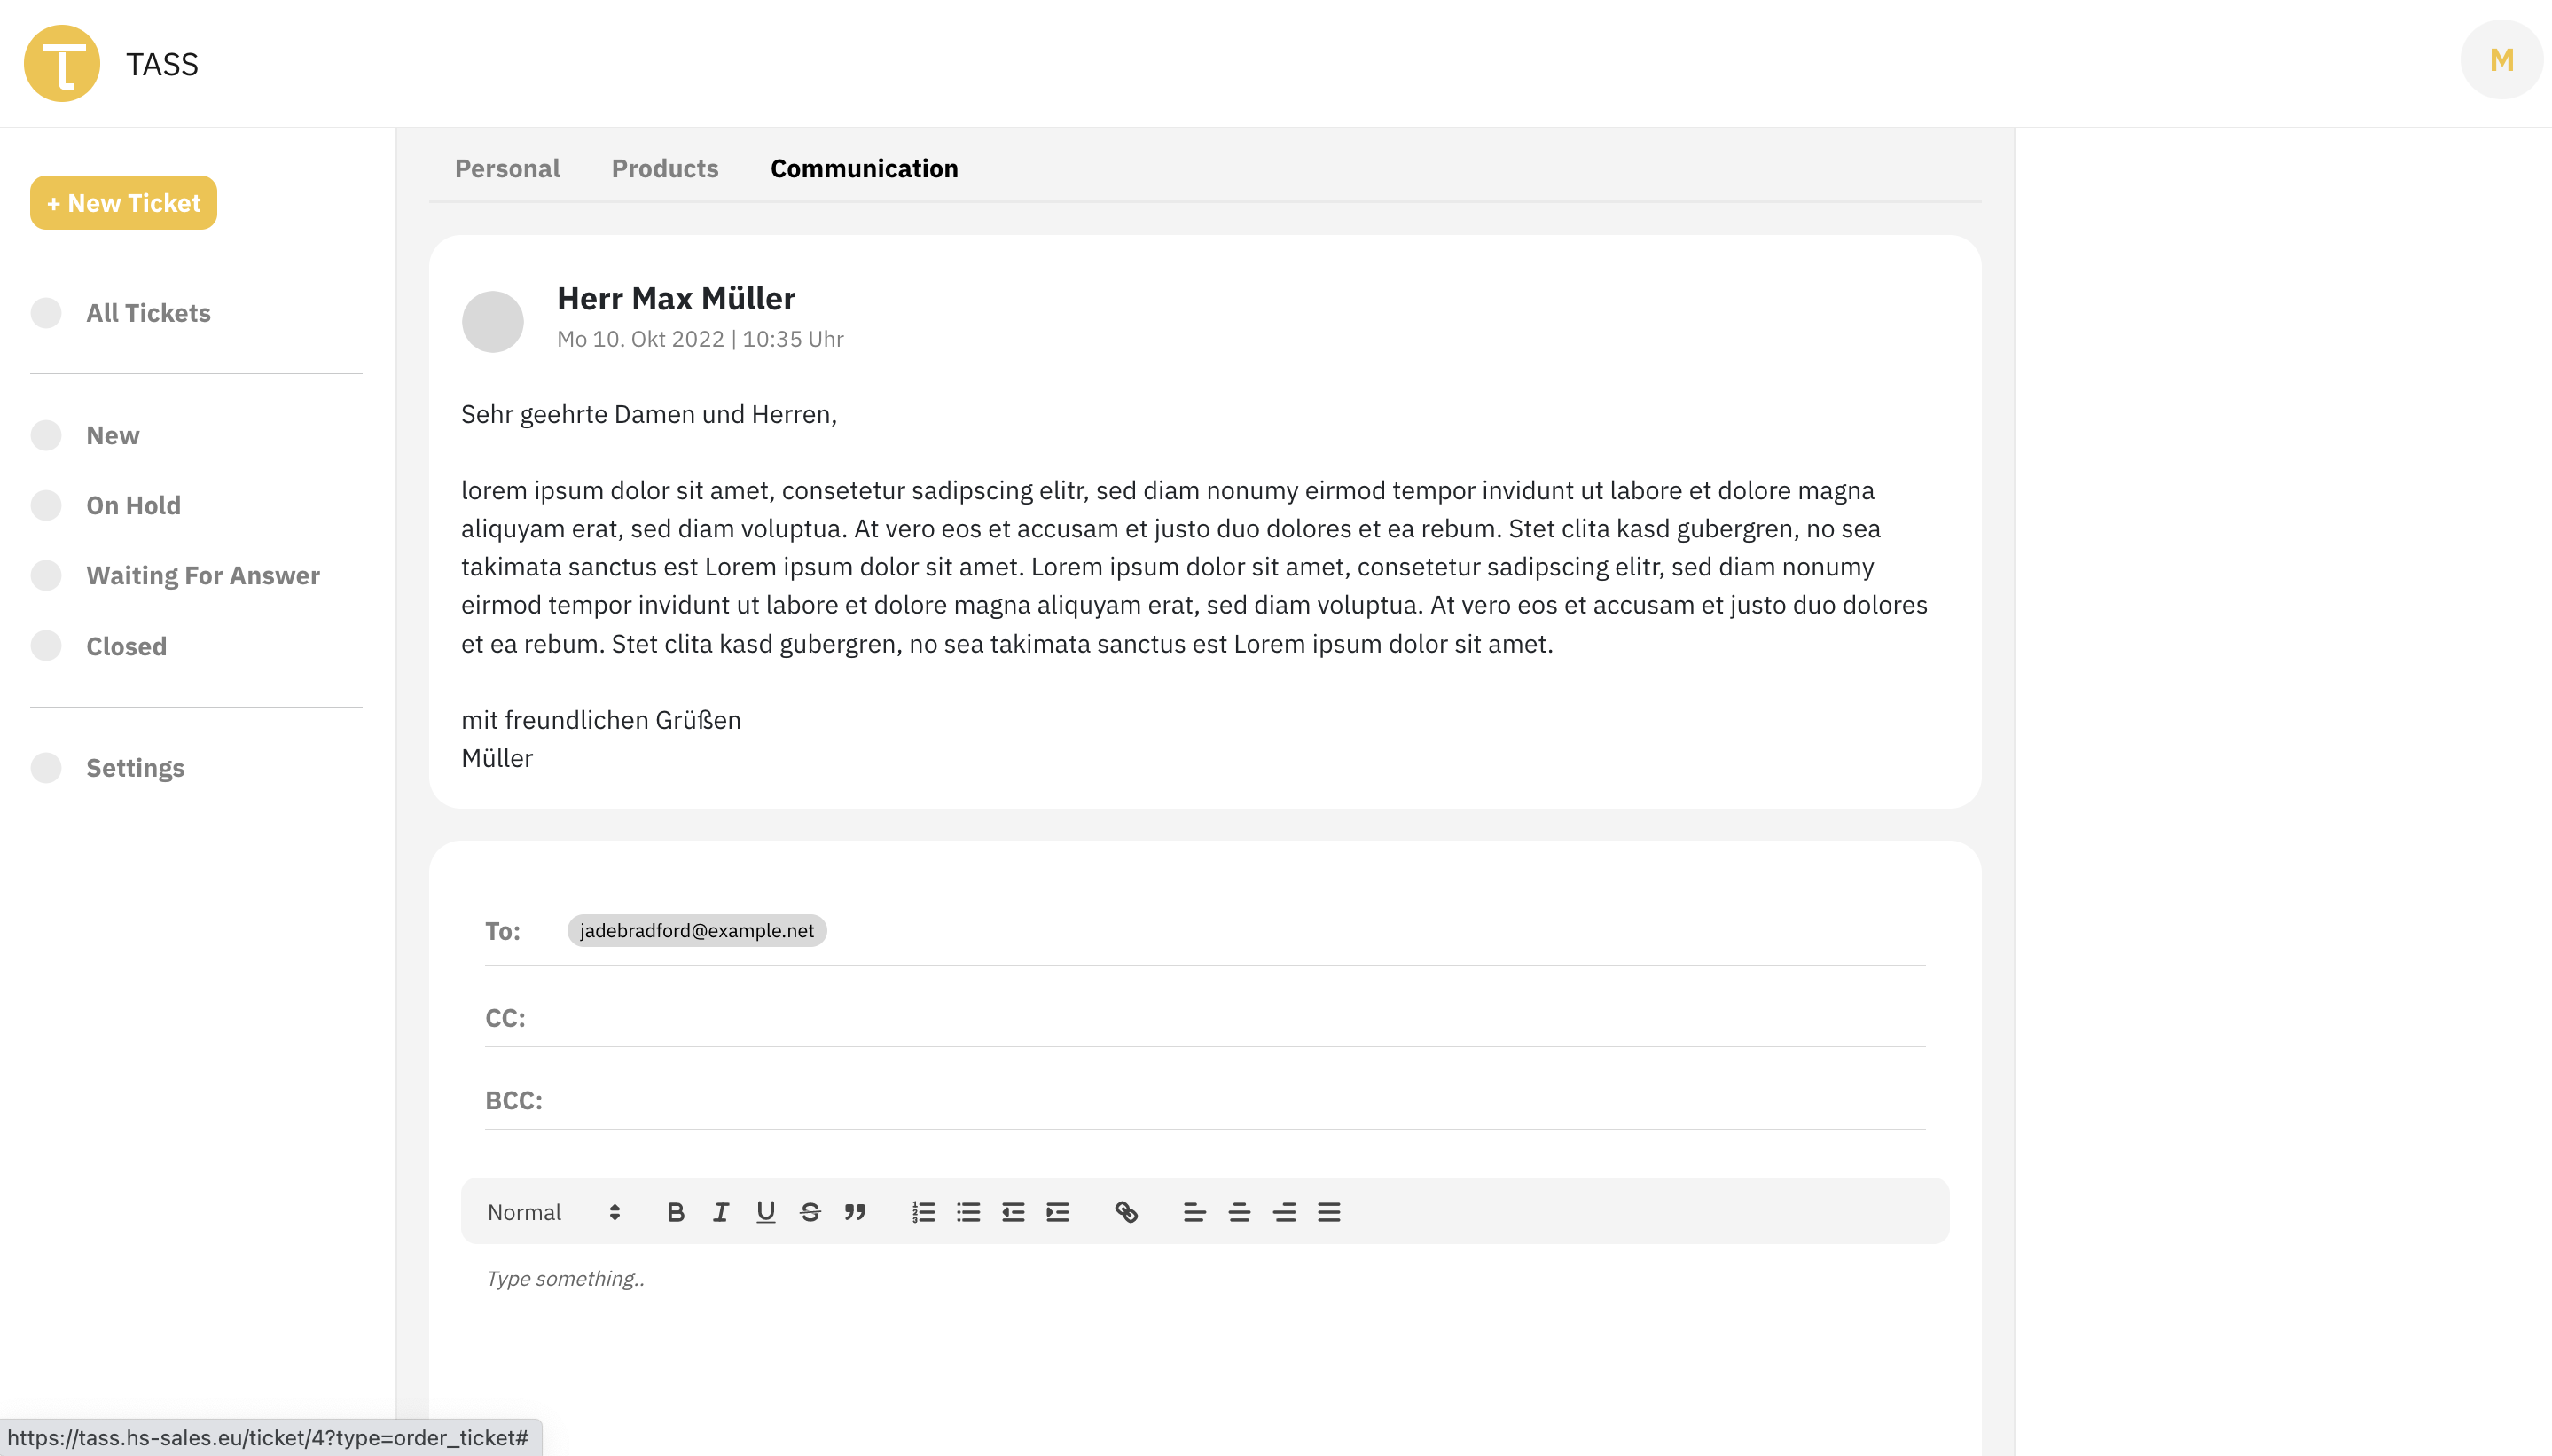 TASS
M
+ New Ticket
All Tickets
New
On Hold
Waiting For Answer
Closed
Settings
Personal Products Communication
Herr Max Müller
Mo 10. Okt 2022 | 10:35 Uhr
Sehr geehrte Damen und Herren,
lorem ipsum dolor sit amet, consetetur sadipscing elitr, sed diam nonumy eirmod tempor invidunt ut labore et dolore magna
aliquyam erat, sed diam voluptua. At vero eos et accusam et justo duo dolores et ea rebum. Stet clita kasd gubergren, no sea
takimata sanctus est Lorem ipsum dolor sit amet. Lorem ipsum dolor sit amet, consetetur sadipscing elitr, sed diam nonumy
eirmod tempor invidunt ut labore et dolore magna aliquyam erat, sed diam voluptua. At vero eos et accusam et justo duo dolores
et ea rebum. Stet clita kasd gubergren, no sea takimata sanctus est Lorem ipsum dolor sit amet.
mit freundlichen Grüßen
Müller
To: jadebradford@example.net
CC:
BCC:
Normal
Type something..
https://tass.hs-sales.eu/ticket/4?type=order_ticket#